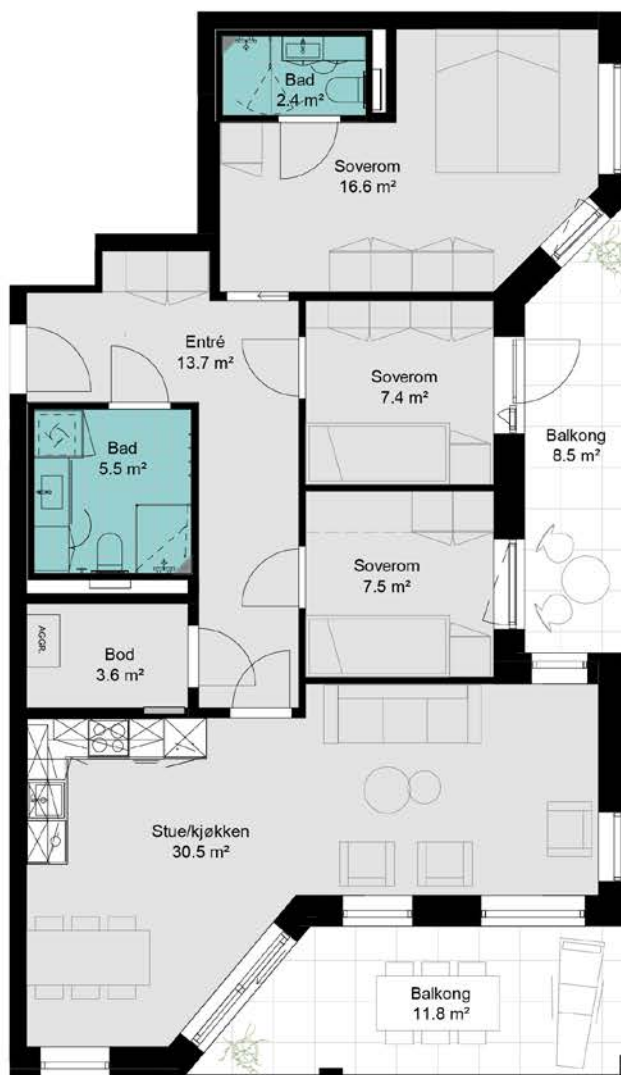 Bad
2.4 m²
Soverom
16.6 m²
Entré
13.7 m²
Soverom
7.4 m²
Balkong
8.5 m²
Bad
5.5 m²
Soverom
7.5 m²
AGGR.
Bod
3.6 m²
Stue/kjøkken
30.5 m²
Balkong
11.8 m²